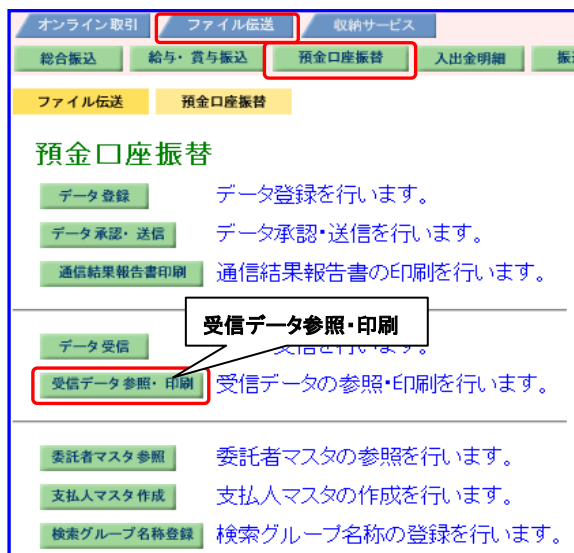 オンライン取引 ファイル伝送 収納サービス
総合振込 給与・賞与振込 預金口座振替 入出金明細 振
ファイル伝送 預金口座振替
預金口座振替
データ登録 データ登録を行います。
データ承認・送信 データ承認・送信を行います。
通信結果報告書印刷 通信結果報告書の印刷を行います。
受信データ参照・印刷
データ受信
受信データ参照・印刷 受信データの参照・印刷を行います。
委託者マスタ参照 委託者マスタの参照を行います。
支払人マスタ作成 支払人マスタの作成を行います。
検索グループ名称登録 検索グループ名称の登録を行います。